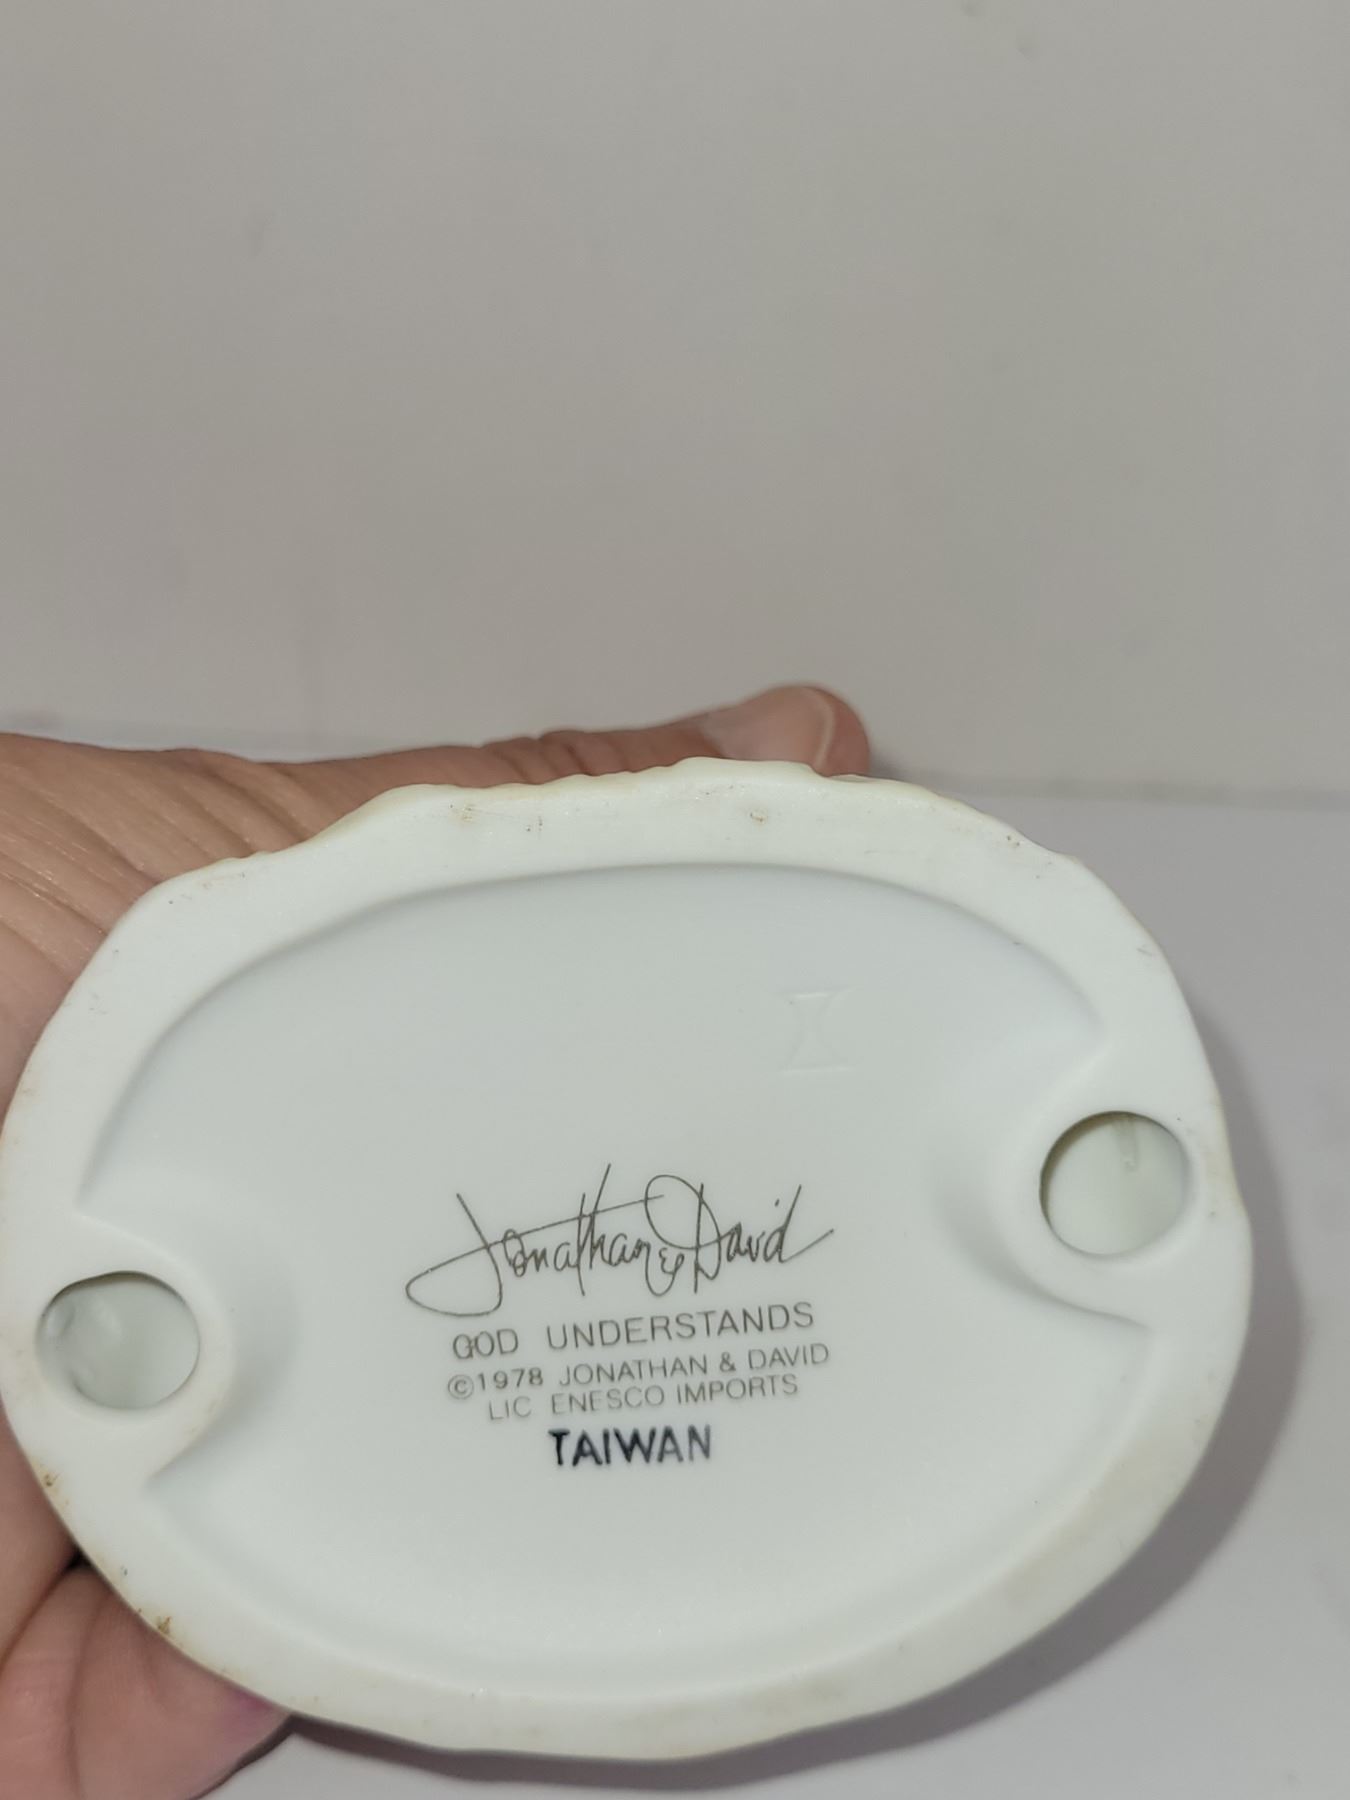 Jonathan & David
GOD UNDERSTANDS
©1978 JONATHAN & DAVID
LIC ENESCO IMPORTS
TAIWAN